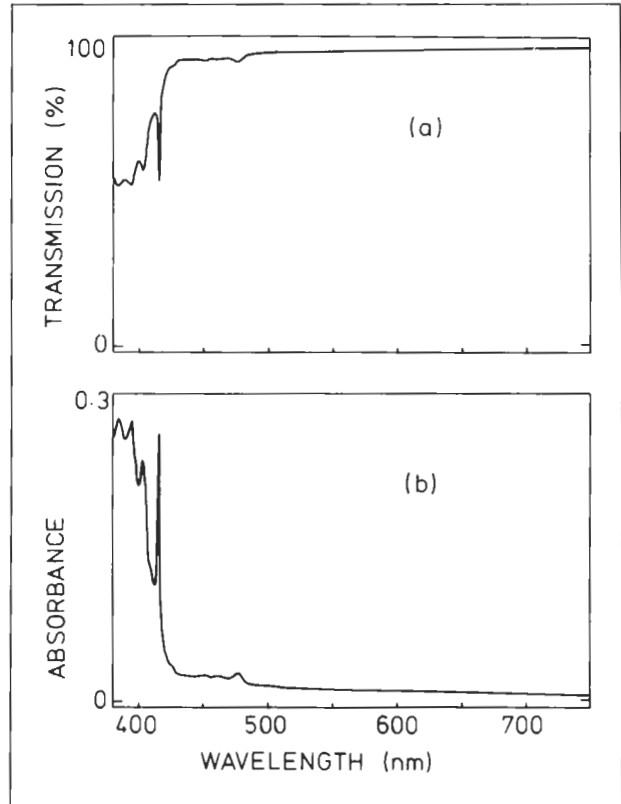 100
TRANSMISSION (%)
(a)
0
0.3
ABSORBANCE
(b)
0
400 500 600 700
WAVELENGTH (nm)